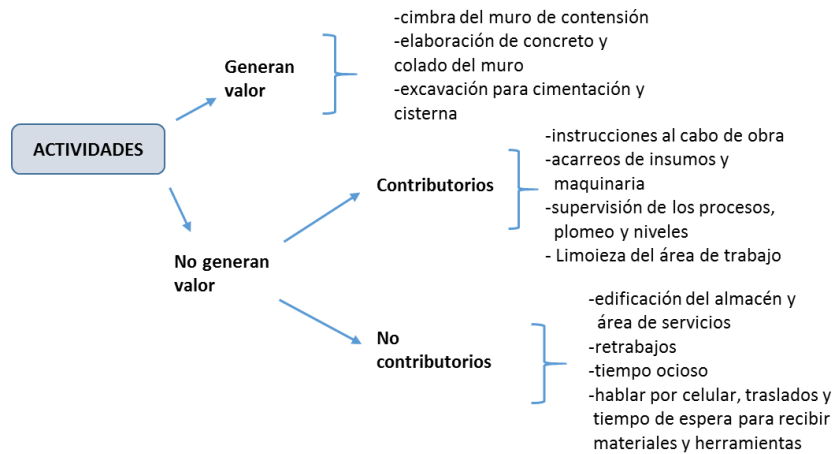 -cimbra del muro de contensión
-elaboración de concreto y
colado del muro
-excavación para cimentación y
cisterna
Generan
valor
ACTIVIDADES
-instrucciones al cabo de obra
-acarreos de insumos y
maquinaria
-supervisión de los procesos,
plomeo y niveles
- Limoieza del área de trabajo
Contributorios
No generan
valor
-edificación del almacén y
área de servicios
-retrabajos
-tiempo ocioso
-hablar por celular, traslados y
tiempo de espera para recibir
materiales y herramientas
No
contributorios